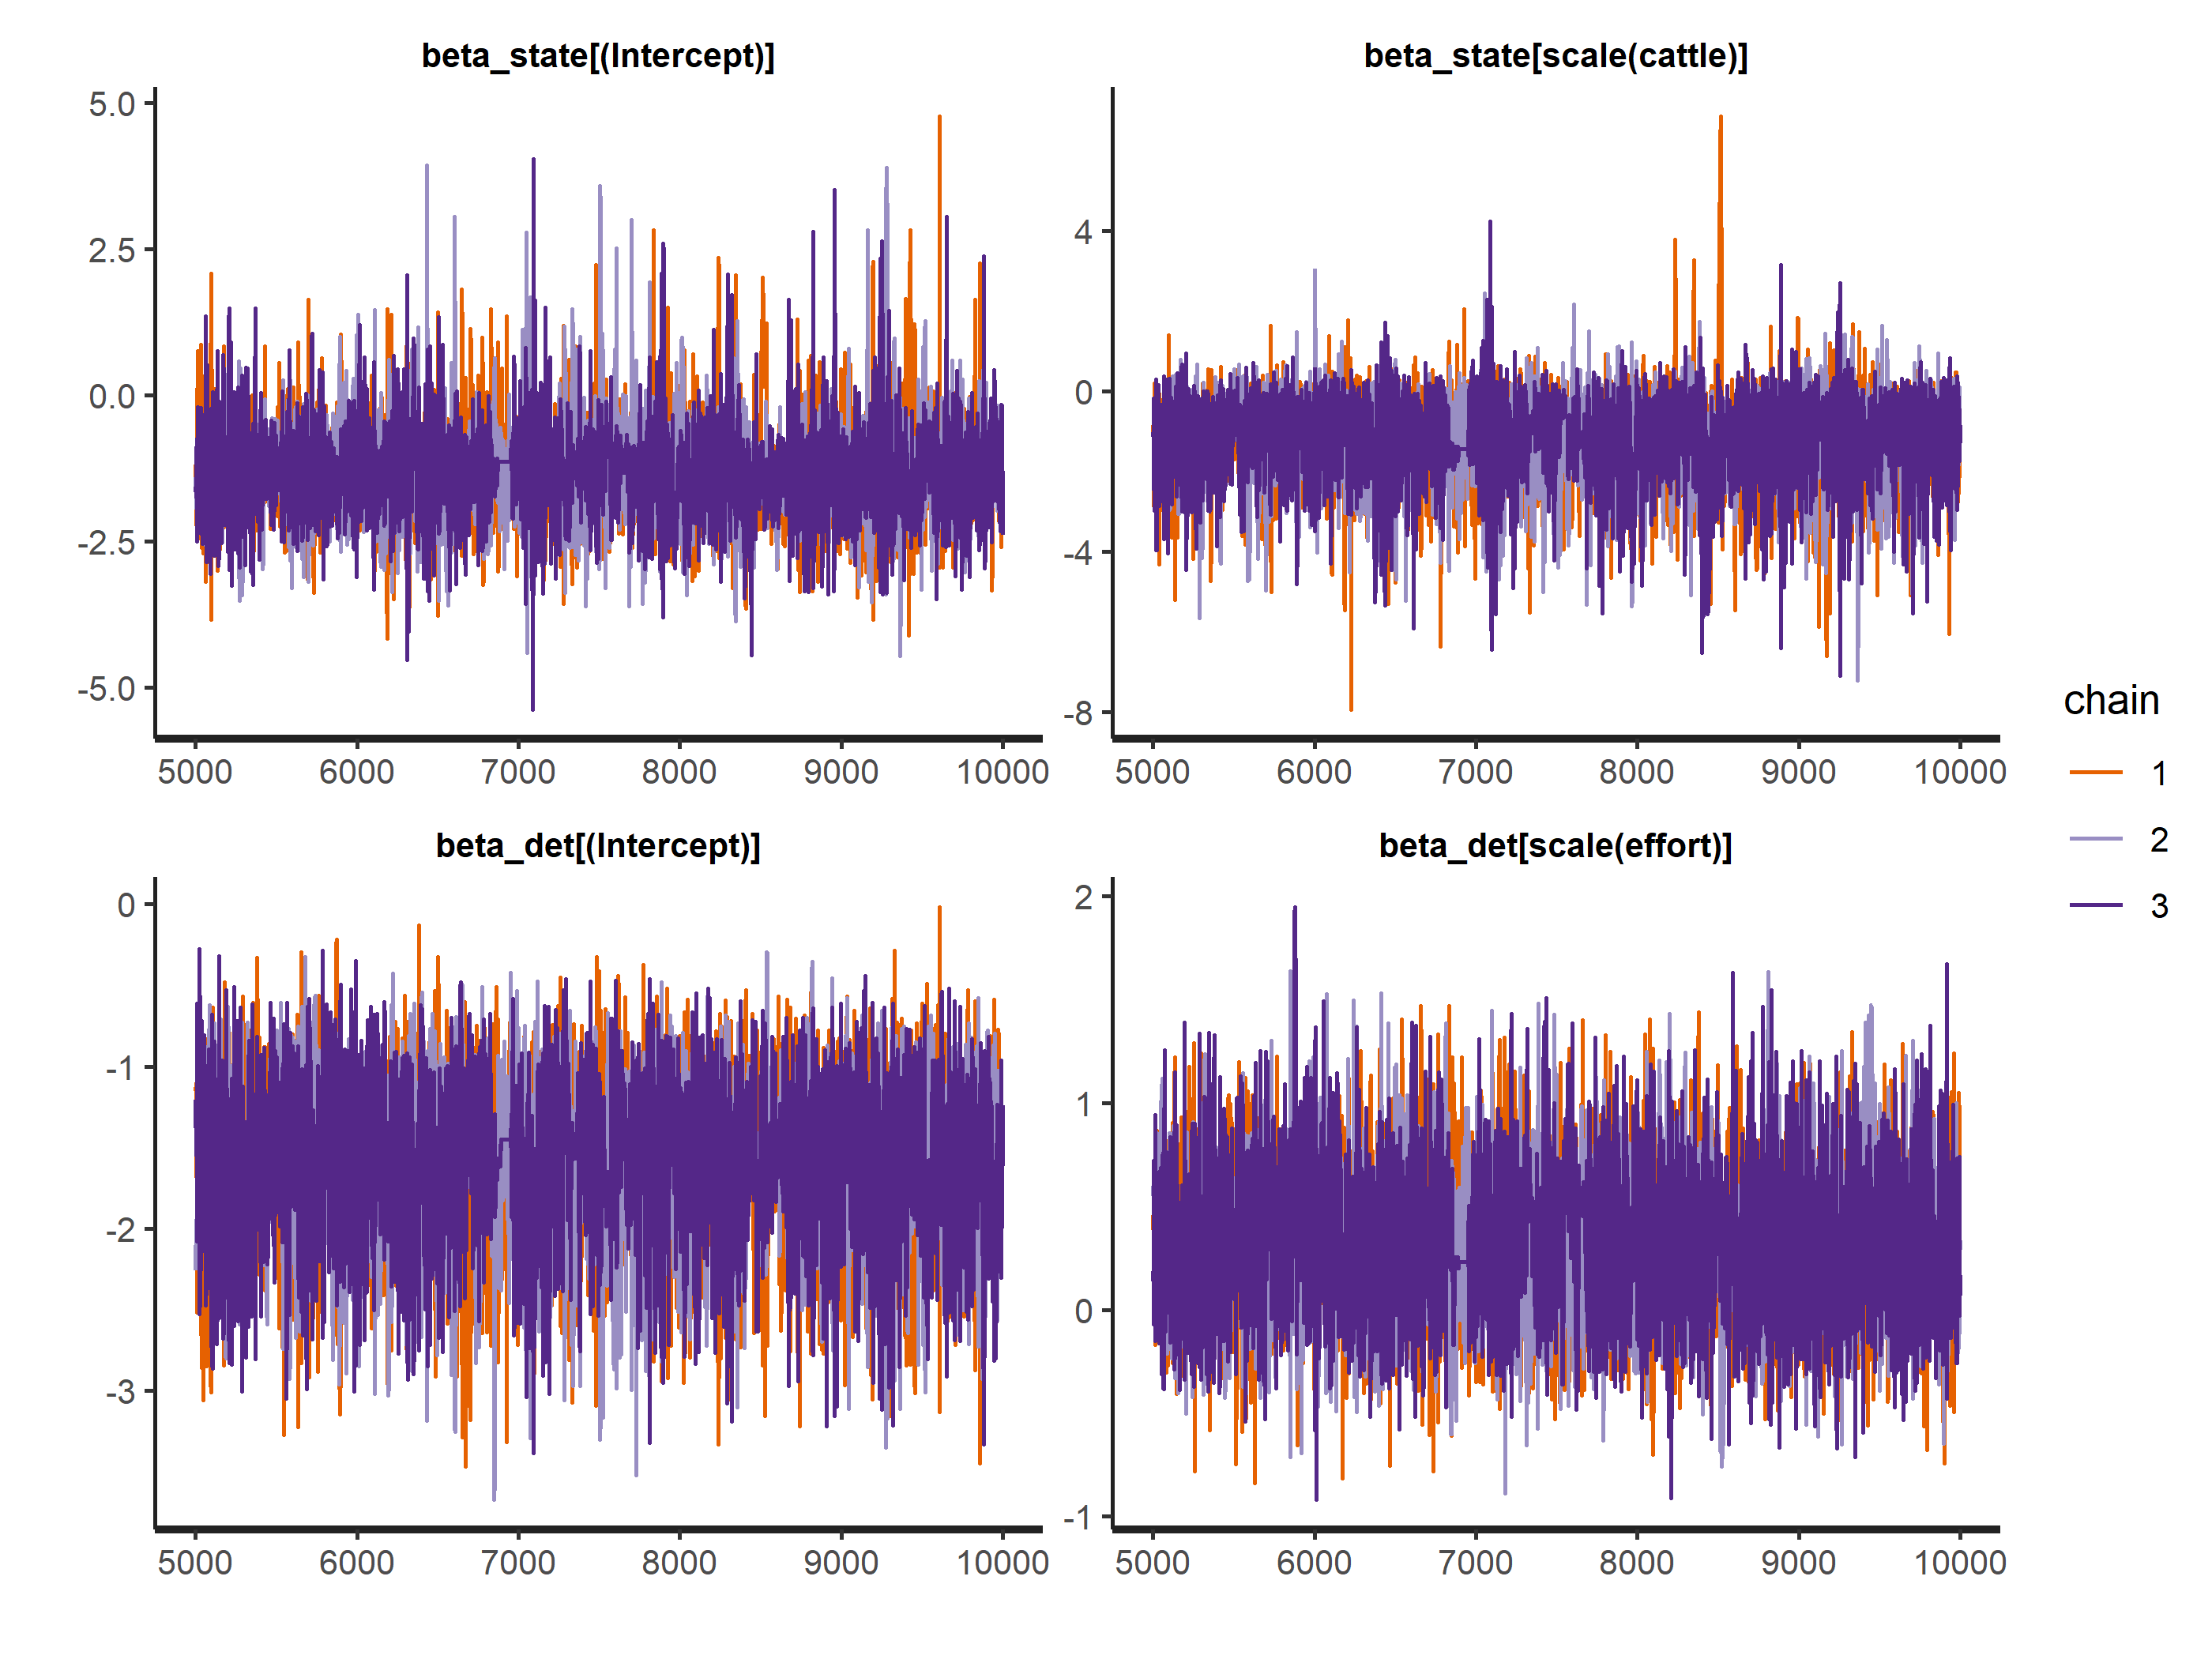 beta_state[(Intercept)]
beta_state[scale(cattle)]
5.0
2.5
0.0
-2.5
-5.0
5000 6000 7000 8000 9000 10000
4
0
-4
-8
5000 6000 7000 8000 9000 10000
beta_det[(Intercept)]
beta_det[scale(effort)]
0
-1
-2
-3
5000 6000 7000 8000 9000 10000
2
1
0
-1
5000 6000 7000 8000 9000 10000
chain
1
2
3